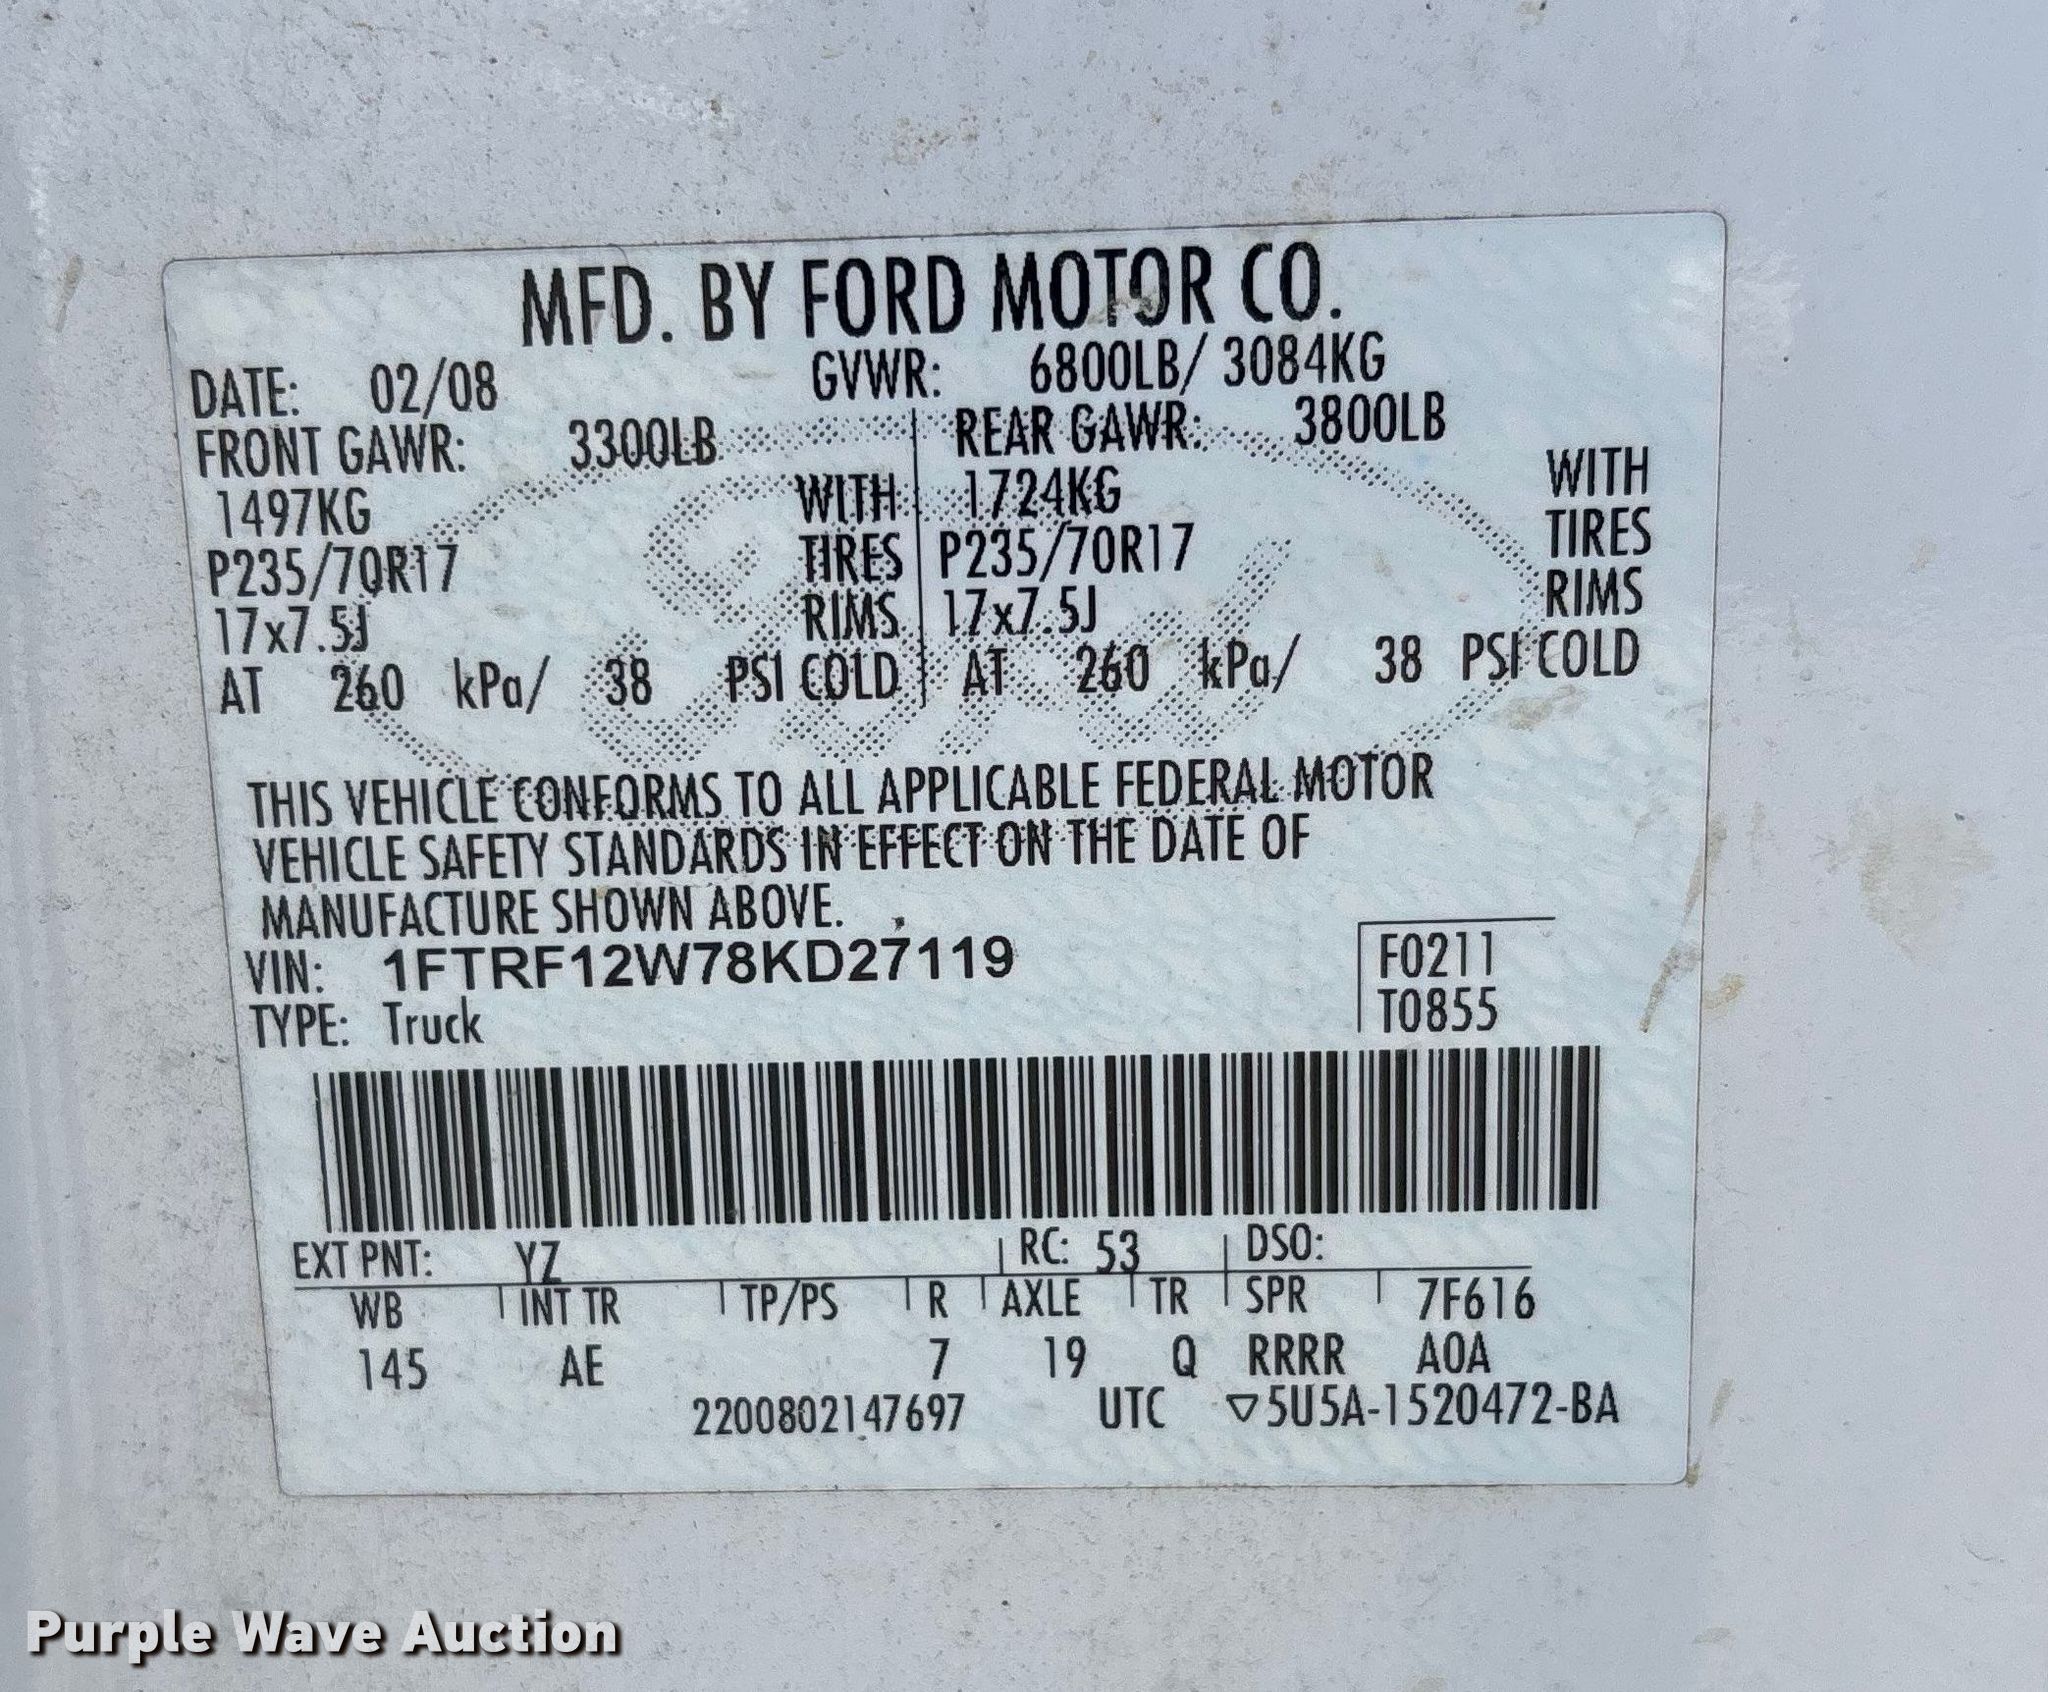 MFD. BY FORD MOTOR CO.
DATE: 02/08 GVWR: 6800LB/ 3084KG
FRONT GAWR: 3300LB REAR GAWR: 3800LB
1497KG WITH 1724KG WITH
P235/70R17 TIRES P235/70R17 TIRES
17x7.5J RIMS 17x7.5J RIMS
AT 260 kPa/ 38 PSI COLD AT 260 kPa/ 38 PSI COLD
THIS VEHICLE CONFORMS TO ALL APPLICABLE FEDERAL MOTOR
VEHICLE SAFETY STANDARDS IN EFFECT ON THE DATE OF
MANUFACTURE SHOWN ABOVE.
VIN: 1FTRF12W78KD27119 F0211
TYPE: Truck T0855
EXT PNT: YZ RC: 53 DSO:
WB INT TR TP/PS R AXLE TR SPR 7F616
145 AE 7 19 Q RRRR AOA
2200802147697 UTC ▽5U5A-1520472-BA
Purple Wave Auction